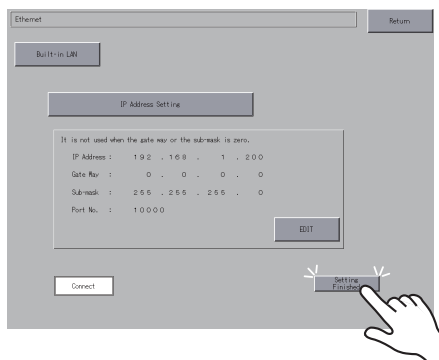 Ethernet
Return
Built-in LAN
IP Address Setting
It is not used when the gate way or the sub-mask is zero.
IP Address : 192 . 168 . 1 . 200
Gate Way : 0 . 0 . 0 . 0
Sub-mask : 255 . 255 . 255 . 0
Port No. : 10000
EDIT
Connect
Setting
Finished